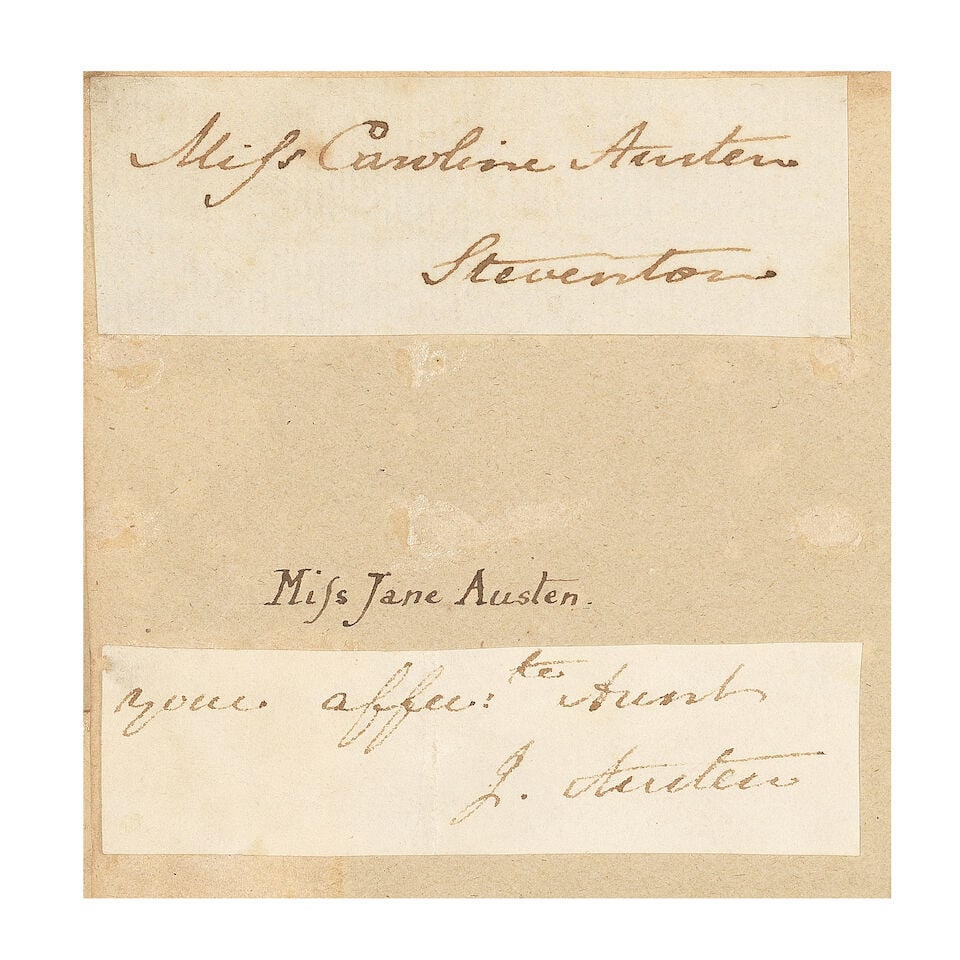 Miſs Caroline Austen
Steventon
Miſs Jane Austen.
your affec:te Aunt
J. Austen